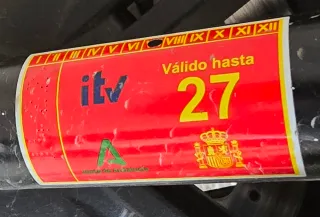 I II III IV V VI VIII IX X XI XII
itv
Válido hasta
27